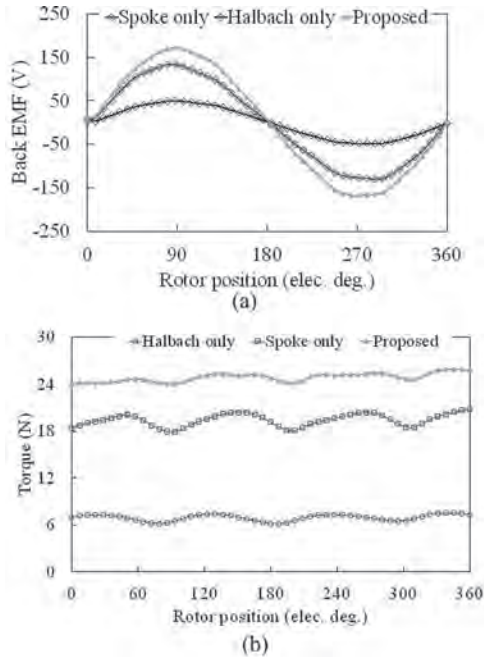 250
Spoke only Halbach only Proposed
150
50
-50
-150
-250
Back EMF (V)
0 90 180 270 360
Rotor position (elec. deg.)
(a)
30
Halbach only Spoke only Proposed
24
18
12
6
0
Torque (N)
0 60 120 180 240 300 360
Rotor position (elec. deg.)
(b)